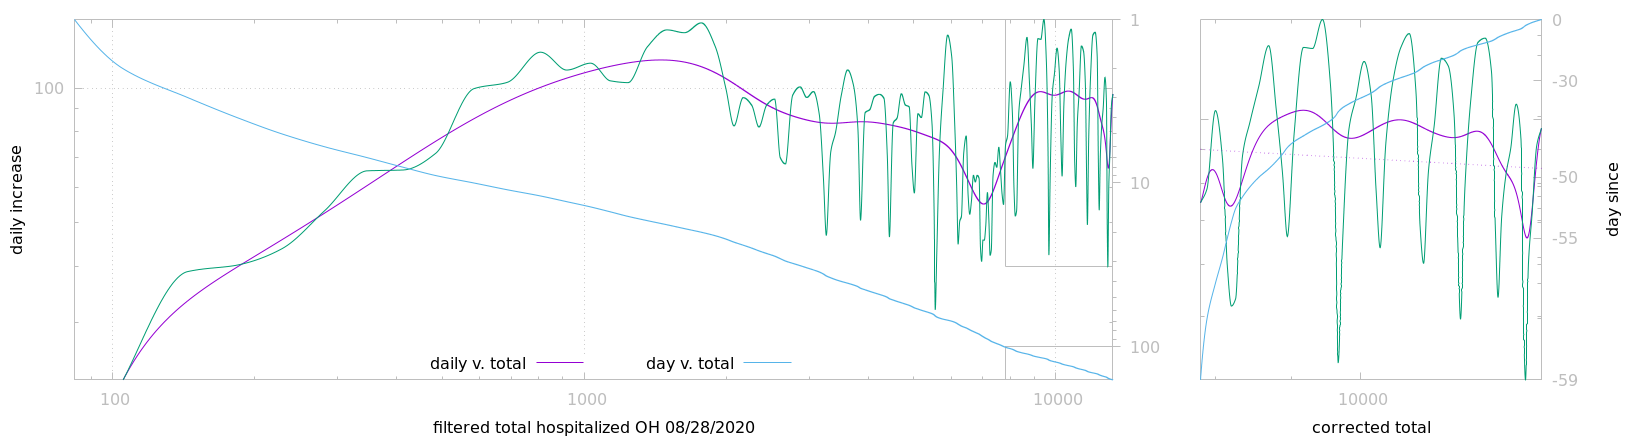 daily increase
100
daily v. total
day v. total
100
1000
10000
1
10
100
filtered total hospitalized OH 08/28/2020
0
-30
-50
-55
-59
day since
10000
corrected total